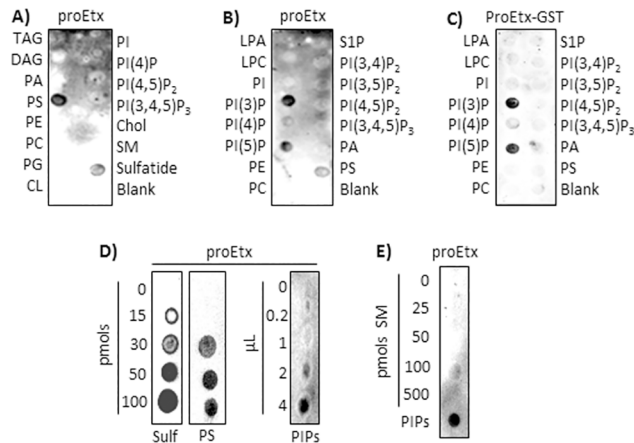 A) proEtx
TAG PI
DAG PI(4)P
PA PI(4,5)P2
PS PI(3,4,5)P3
PE Chol
PC SM
PG Sulfatide
CL Blank
B) proEtx
LPA S1P
LPC PI(3,4)P2
PI PI(3,5)P2
PI(3)P PI(4,5)P2
PI(4)P PI(3,4,5)P3
PI(5)P PA
PE PS
PC Blank
C) ProEtx-GST
LPA S1P
LPC PI(3,4)P2
PI PI(3,5)P2
PI(3)P PI(4,5)P2
PI(4)P PI(3,4,5)P3
PI(5)P PA
PE PS
PC Blank
D) proEtx
pmols
0
15
30
50
100
Sulf PS
µL
0
0.2
1
2
4
PIPs
E) proEtx
pmols SM
0
25
50
100
500
PIPs